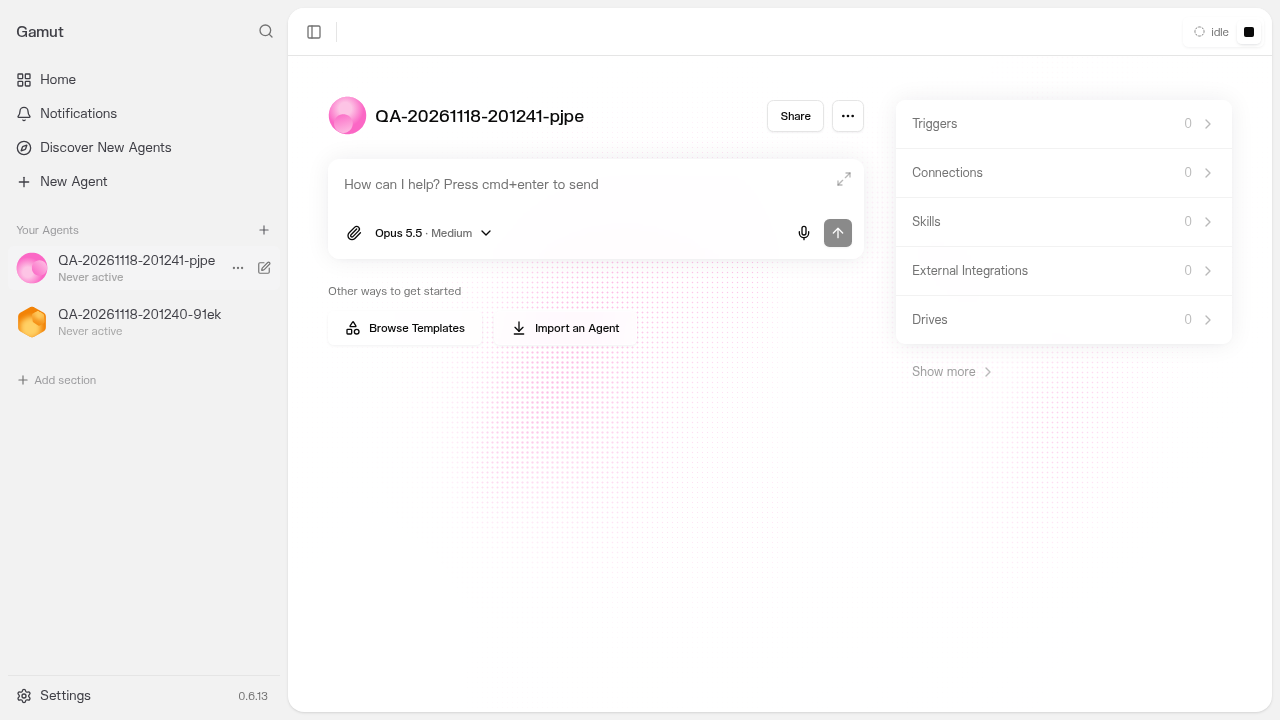 Gamut
Home
Notifications
Discover New Agents
New Agent
Your Agents
QA-20261118-201241-pjpe
Never active
QA-20261118-201240-91ek
Never active
Add section
Settings
0.6.13
idle
QA-20261118-201241-pjpe
Share
How can I help? Press cmd+enter to send
Opus 5.5 · Medium
Other ways to get started
Browse Templates
Import an Agent
Triggers 0
Connections 0
Skills 0
External Integrations 0
Drives 0
Show more